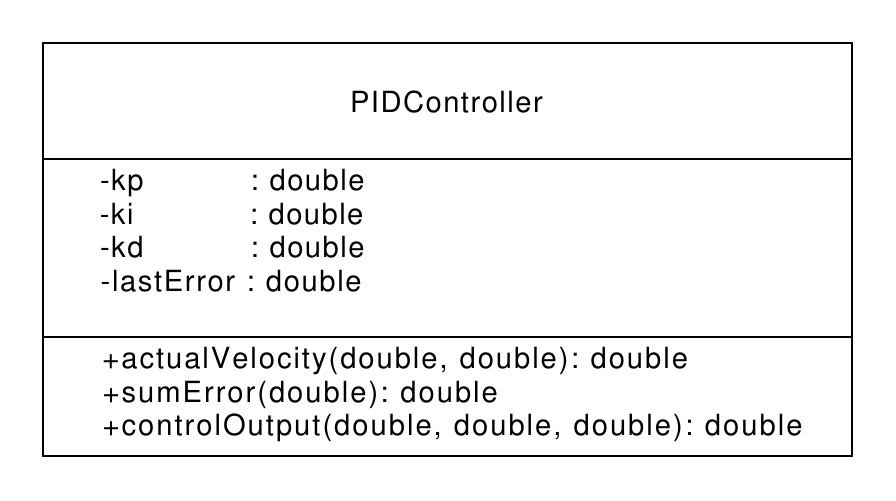 PIDController
-kp : double
-ki : double
-kd : double
-lastError : double
+actualVelocity(double, double): double
+sumError(double): double
+controlOutput(double, double, double): double